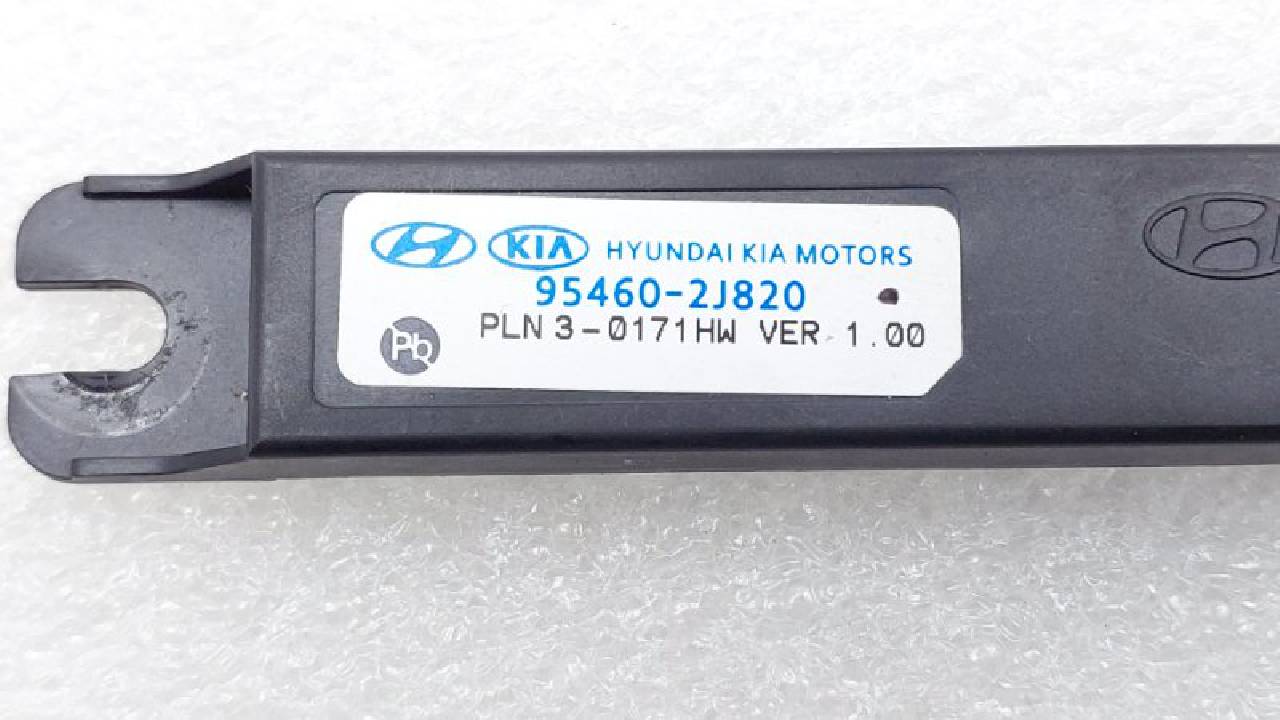 KIA HYUNDAI KIA MOTORS
95460-2J820
PLN 3-0171HW VER 1.00
Pb